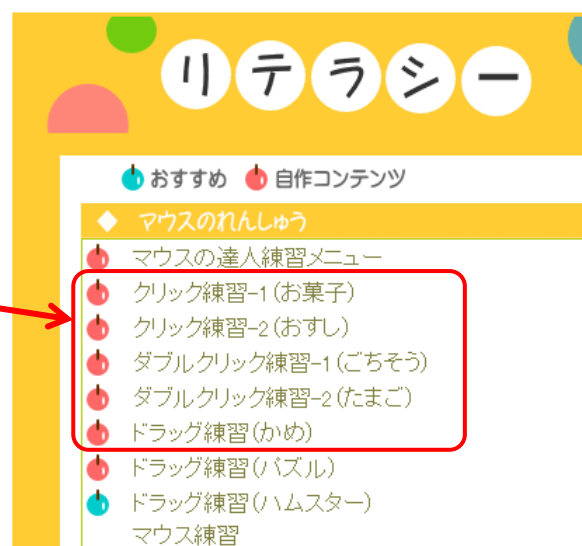 リテラシー
おすすめ 自作コンテンツ
◆ マウスのれんしゅう
マウスの達人練習メニュー
クリック練習-1(お菓子)
クリック練習-2(おすし)
ダブルクリック練習-1(ごちそう)
ダブルクリック練習-2(たまご)
ドラッグ練習(かめ)
ドラッグ練習(パズル)
ドラッグ練習(ハムスター)
マウス練習